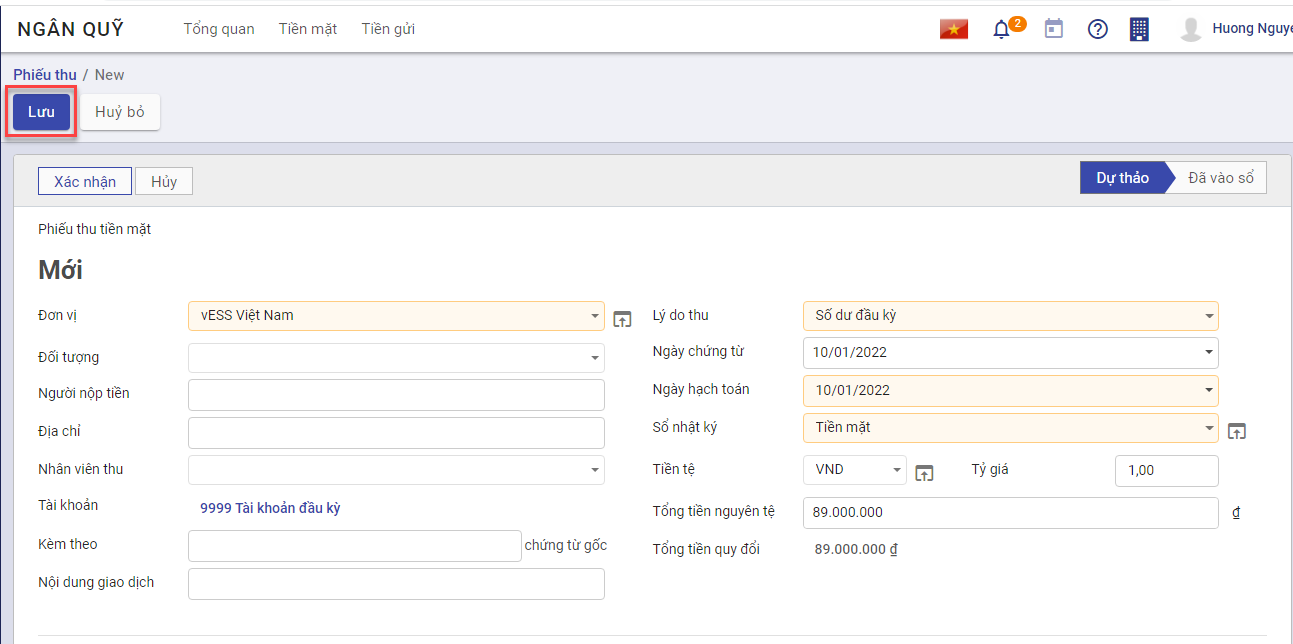 NGÂN QUỸ Tổng quan Tiền mặt Tiền gửi 2 Huong Nguye
Phiếu thu / New
Lưu Huỷ bỏ
Xác nhận Hủy Dự thảo Đã vào sổ
Phiếu thu tiền mặt
Mới
Đơn vị vESS Việt Nam Lý do thu Số dư đầu kỳ
Đối tượng Ngày chứng từ 10/01/2022
Người nộp tiền Ngày hạch toán 10/01/2022
Địa chỉ Sổ nhật ký Tiền mặt
Nhân viên thu Tiền tệ VND Tỷ giá 1,00
Tài khoản 9999 Tài khoản đầu kỳ Tổng tiền nguyên tệ 89.000.000 ₫
Kèm theo chứng từ gốc Tổng tiền quy đổi 89.000.000 ₫
Nội dung giao dịch